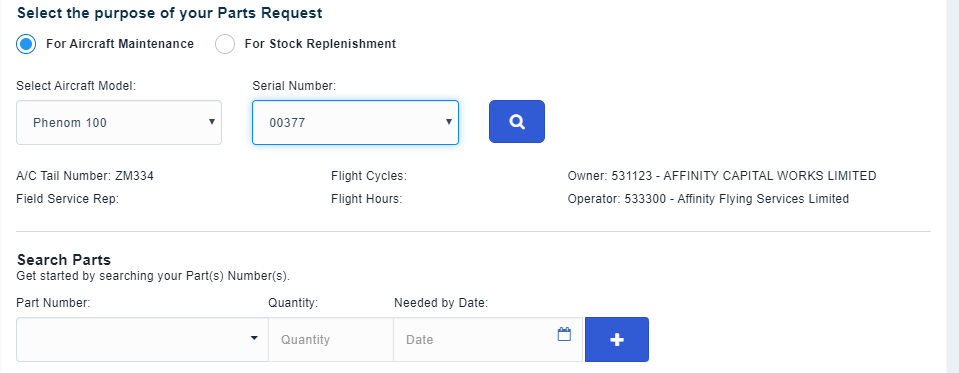 Select the purpose of your Parts Request
For Aircraft Maintenance For Stock Replenishment
Select Aircraft Model: Serial Number:
Phenom 100 00377
A/C Tail Number: ZM334 Flight Cycles: Owner: 531123 - AFFINITY CAPITAL WORKS LIMITED
Field Service Rep: Flight Hours: Operator: 533300 - Affinity Flying Services Limited
Search Parts
Get started by searching your Part(s) Number(s).
Part Number: Quantity: Needed by Date:
Quantity Date